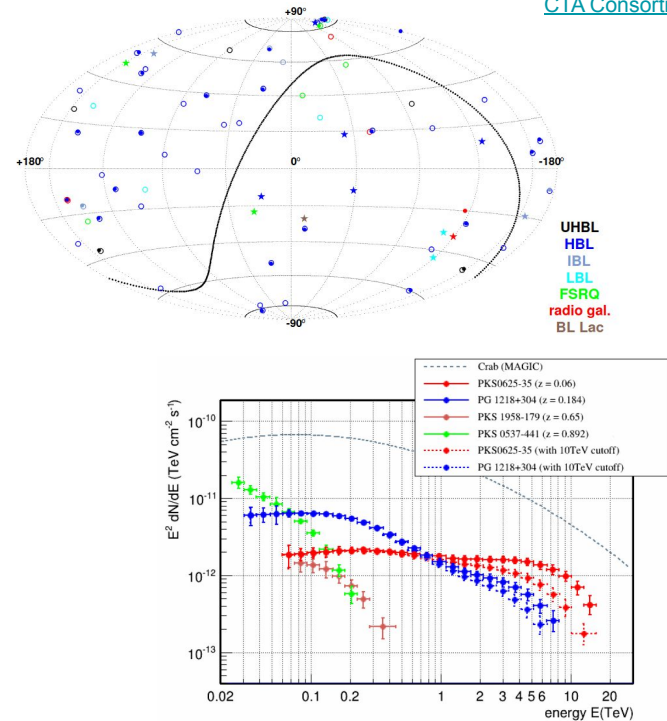 CTA Consorti
+90°
+180°
0°
-180°
-90°
UHBL
HBL
IBL
LBL
FSRQ
radio gal.
BL Lac
Crab (MAGIC)
PKS0625-35 (z = 0.06)
PG 1218+304 (z = 0.184)
PKS 1958-179 (z = 0.65)
PKS 0537-441 (z = 0.892)
PKS0625-35 (with 10TeV cutoff)
PG 1218+304 (with 10TeV cutoff)
E² dN/dE (TeV cm⁻² s⁻¹)
10⁻¹⁰
10⁻¹¹
10⁻¹²
10⁻¹³
0.02 0.1 0.2 1 2 3 4 5 6 10 20
energy E(TeV)